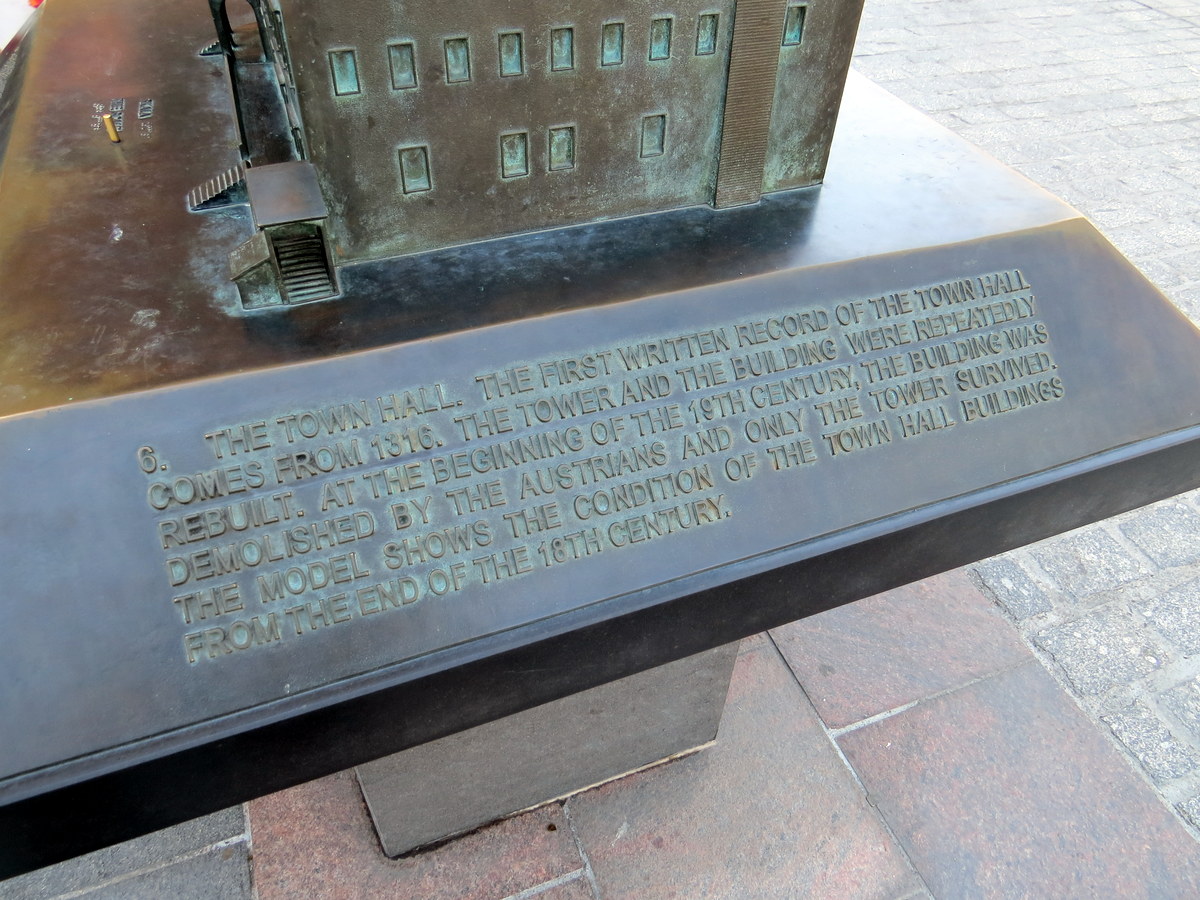 6. THE TOWN HALL. THE FIRST WRITTEN RECORD OF THE TOWN HALL
COMES FROM 1316. THE TOWER AND THE BUILDING WERE REPEATEDLY
REBUILT. AT THE BEGINNING OF THE 19TH CENTURY, THE BUILDING WAS
DEMOLISHED BY THE AUSTRIANS AND ONLY THE TOWER SURVIVED.
THE MODEL SHOWS THE CONDITION OF THE TOWN HALL BUILDINGS
FROM THE END OF THE 18TH CENTURY.